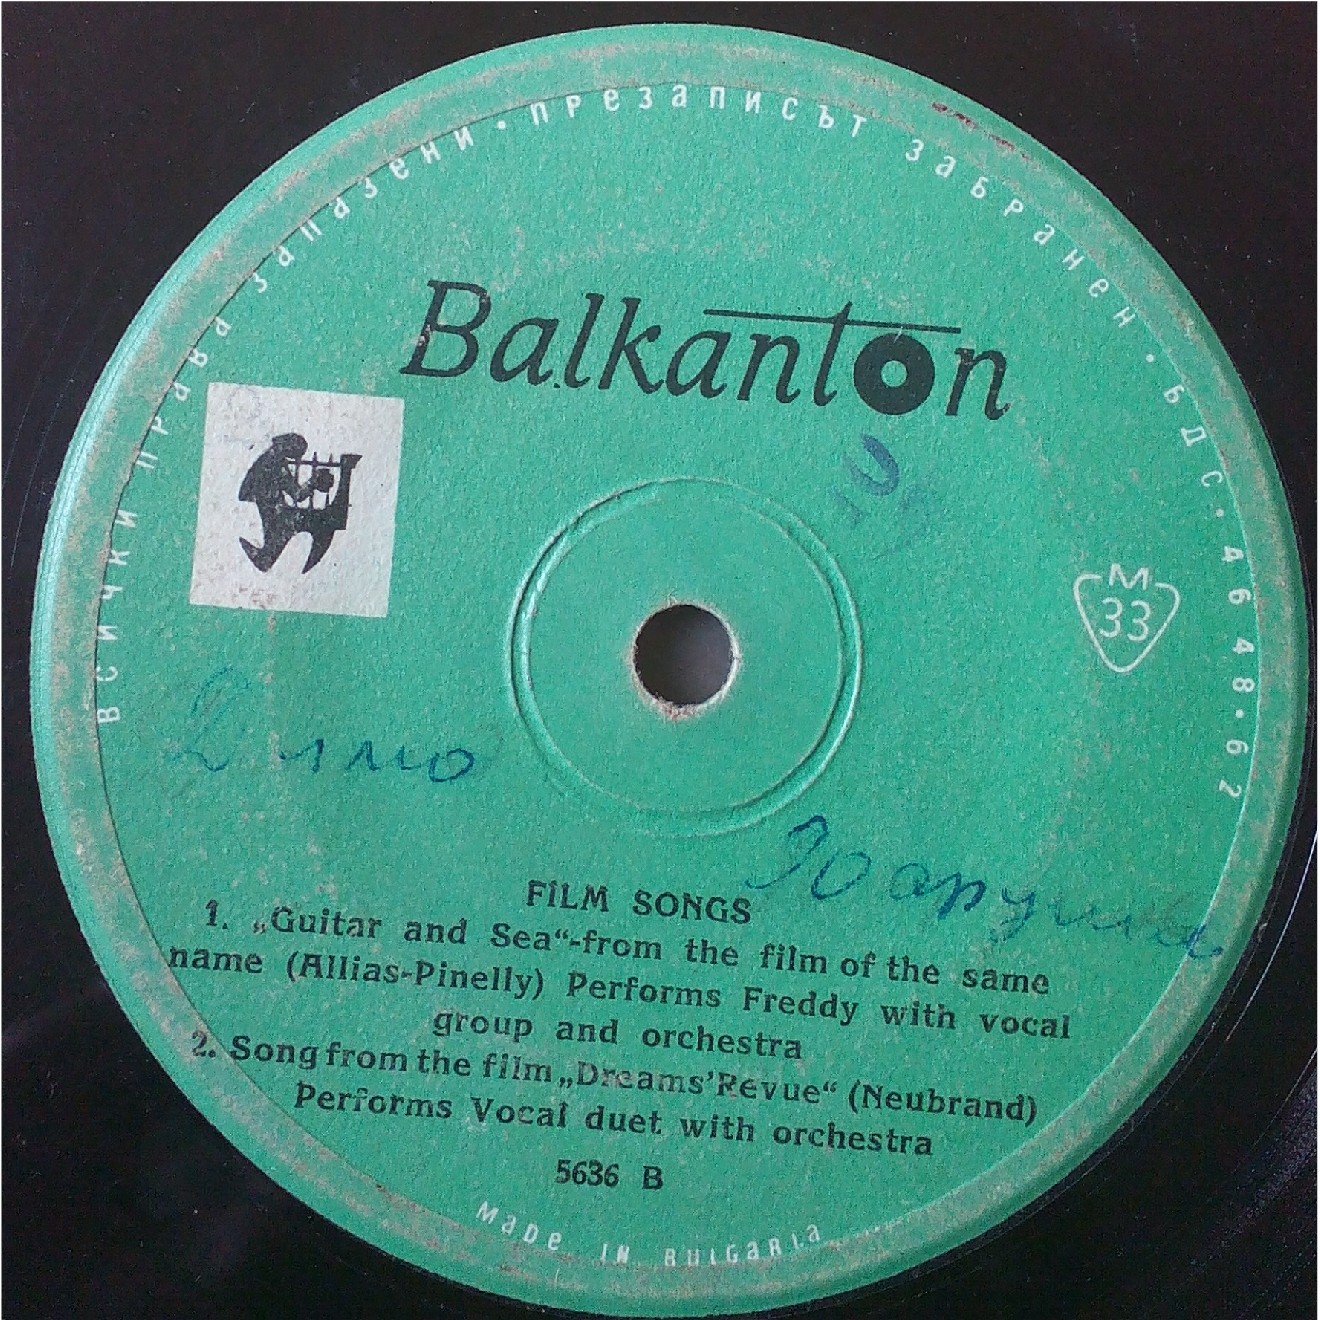 всички права запазени · презаписът забранен · бдс · 4648 · 62
Balkanton
M
33
FILM SONGS
1. „Guitar and Sea“-from the film of the same
name (Allias-Pinelly) Performs Freddy with vocal
group and orchestra
2. Song from the film „Dreams' Revue“ (Neubrand)
Performs Vocal duet with orchestra
5636 B
made in Bulgaria